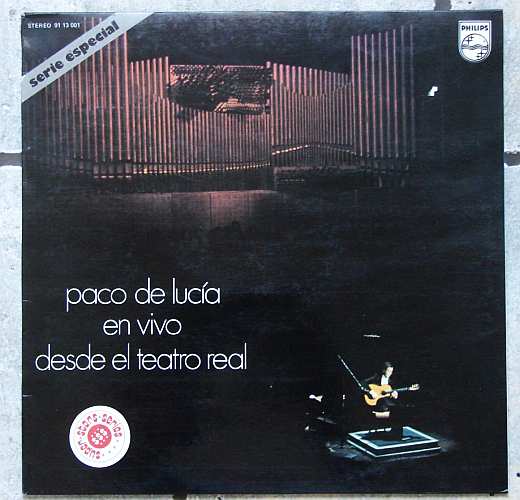 STEREO 91 13 001
serie especial
PHILIPS
paco de lucía
en vivo
desde el teatro real